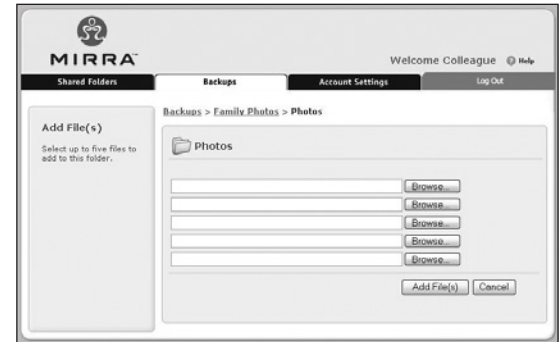 MIRRA
Welcome Colleague Help
Shared Folders Backups Account Settings Log Out
Backups > Family Photos > Photos
Add File(s)
Select up to five files to
add to this folder.
Photos
Browse...
Browse...
Browse...
Browse...
Browse...
Add File(s) Cancel